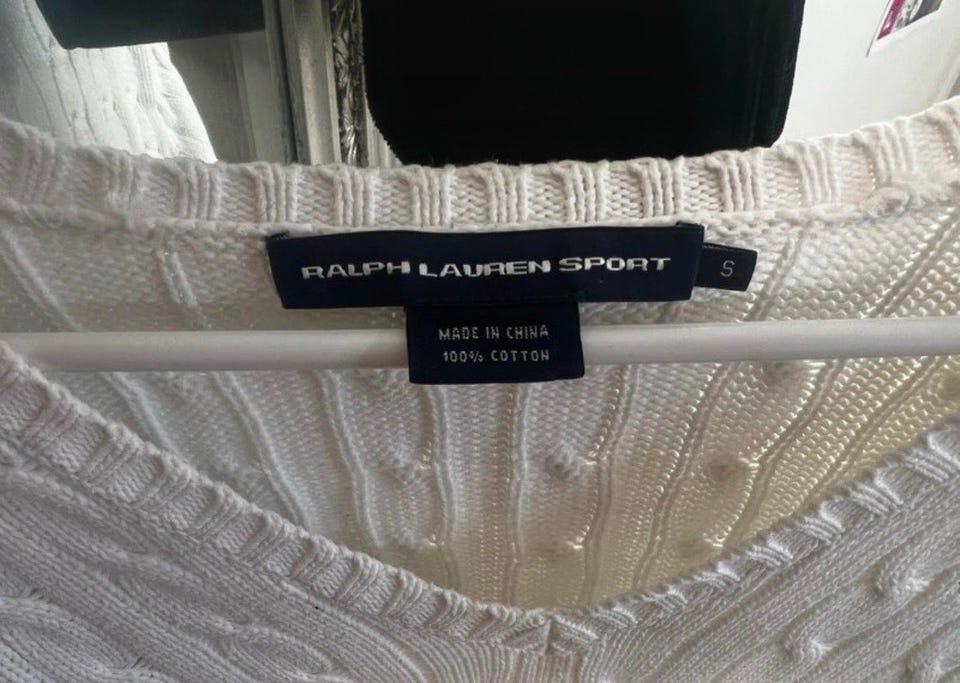 RALPH LAUREN SPORT
S
MADE IN CHINA
100% COTTON